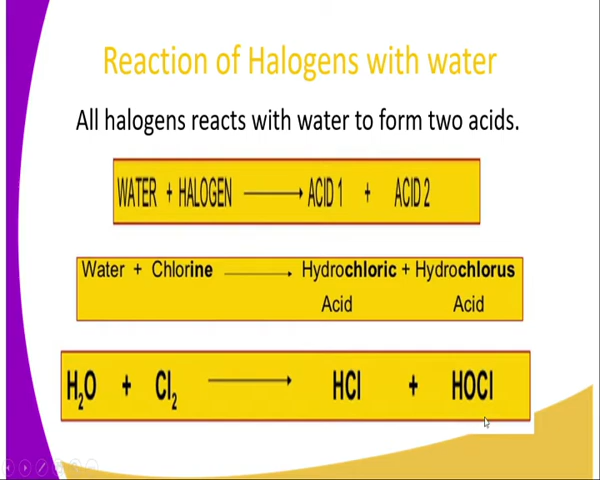 Reaction of Halogens with water
All halogens reacts with water to form two acids.
WATER + HALOGEN ⟶ ACID 1 + ACID 2
Water + Chlorine ⟶ Hydrochloric + Hydrochlorus
Acid Acid
H₂O + Cl₂ ⟶ HCl + HOCl